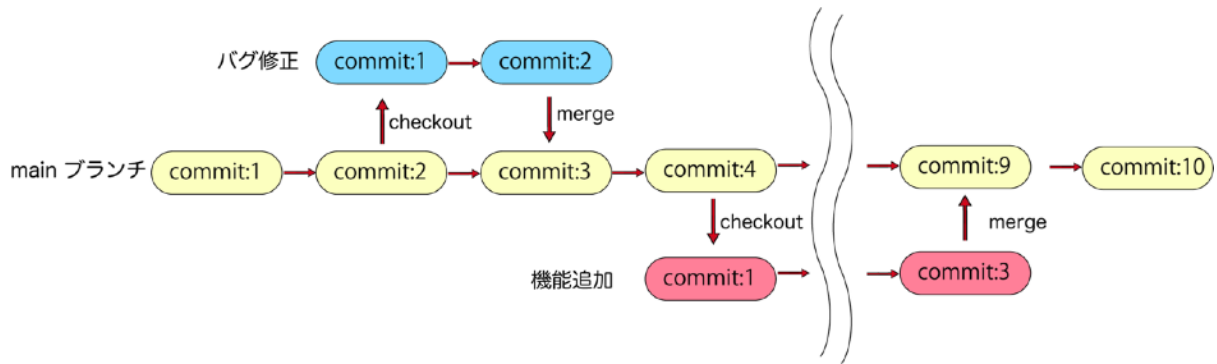 バグ修正 commit:1 commit:2
checkout merge
main ブランチ commit:1 commit:2 commit:3 commit:4 commit:9 commit:10
checkout merge
機能追加 commit:1 commit:3